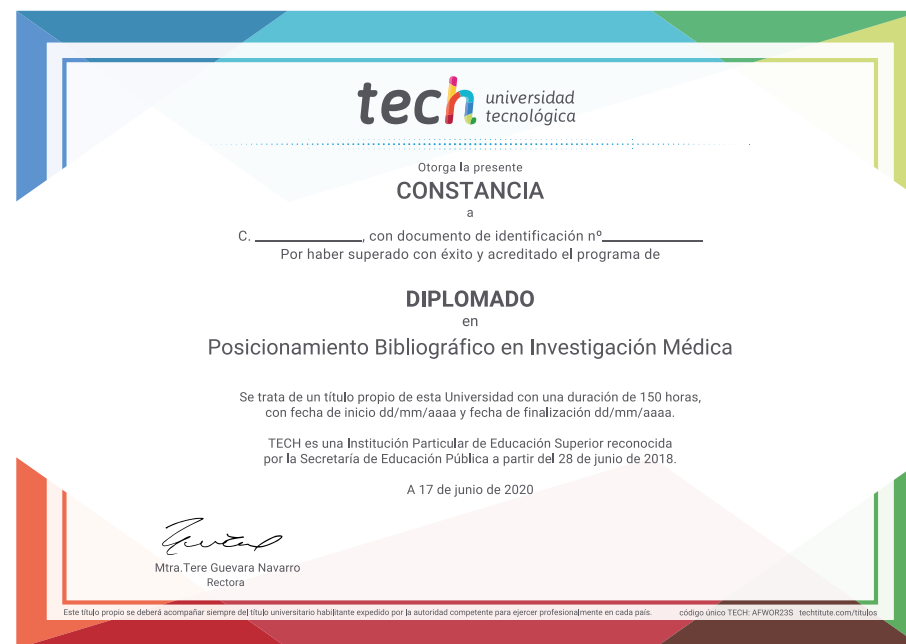 tech universidad
tecnológica
Otorga la presente
CONSTANCIA
a
C. ______________, con documento de identificación nº______________
Por haber superado con éxito y acreditado el programa de
DIPLOMADO
en
Posicionamiento Bibliográfico en Investigación Médica
Se trata de un título propio de esta Universidad con una duración de 150 horas,
con fecha de inicio dd/mm/aaaa y fecha de finalización dd/mm/aaaa.
TECH es una Institución Particular de Educación Superior reconocida
por la Secretaría de Educación Pública a partir del 28 de junio de 2018.
A 17 de junio de 2020
Mtra.Tere Guevara Navarro
Rectora
Este título propio se deberá acompañar siempre del título universitario habilitante expedido por la autoridad competente para ejercer profesionalmente en cada país. código único TECH: AFWOR23S techtitute.com/titulos